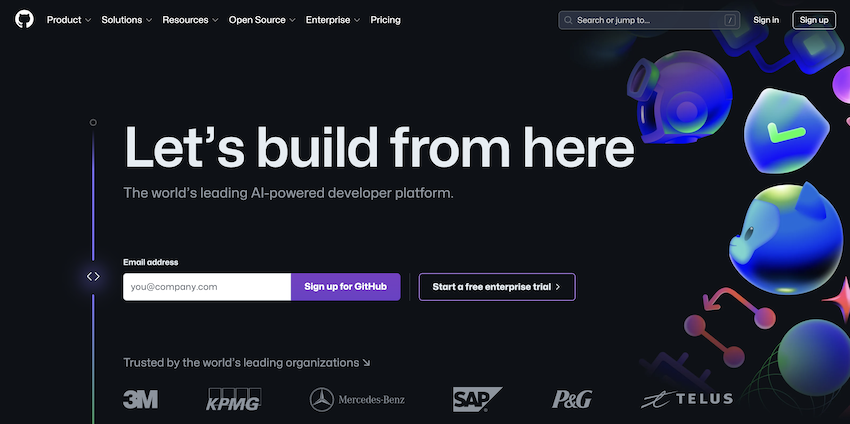 Product Solutions Resources Open Source Enterprise Pricing Search or jump to... / Sign in Sign up
Let’s build from here
The world’s leading AI-powered developer platform.
Email address
you@company.com Sign up for GitHub Start a free enterprise trial
Trusted by the world’s leading organizations ↘
3M KPMG Mercedes-Benz SAP P&G TELUS